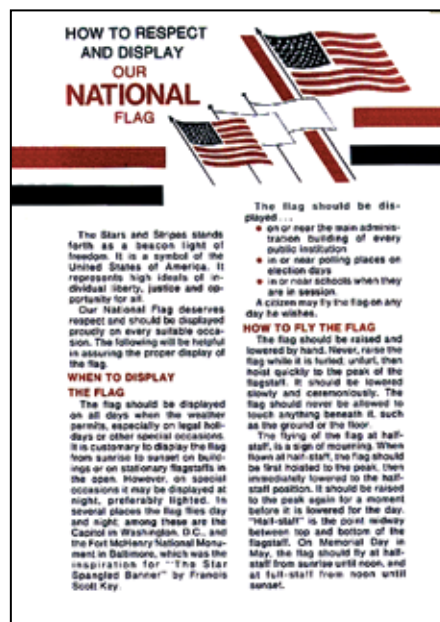 HOW TO RESPECT
AND DISPLAY
OUR
NATIONAL
FLAG
The Stars and Stripes stands
forth as a beacon light of
freedom. It is a symbol of the
United States of America. It
represents high ideals of in-
dividual liberty, justice and op-
portunity for all.
Our National Flag deserves
respect and should be displayed
proudly on every suitable occa-
sion. The following will be helpful
in assuring the proper display of
the flag.
WHEN TO DISPLAY
THE FLAG
The flag should be displayed
on all days when the weather
permits, especially on legal holi-
days or other special occasions.
It is customary to display the flag
from sunrise to sunset on build-
ings or on stationary flagstaffs in
the open. However, on special
occasions it may be displayed at
night, preferably lighted. In
several places the flag flies day
and night; among these are the
Capitol in Washington, D.C., and
the Fort McHenry National Monu-
ment in Baltimore, which was the
inspiration for "The Star
Spangled Banner" by Francis
Scott Key.
The flag should be dis-
played . . .
• on or near the main adminis-
tration building of every
public institution
• in or near polling places on
election days
• in or near schools when they
are in session.
A citizen may fly the flag on any
day he wishes.
HOW TO FLY THE FLAG
The flag should be raised and
lowered by hand. Never, raise the
flag while it is furled, unfurl, then
hoist quickly to the peak of the
flagstaff. It should be lowered
slowly and ceremoniously. The
flag should never be allowed to
touch anything beneath it, such
as the ground or the floor.
The flying of the flag at half-
staff, is a sign of mourning. When
flown at half-staff, the flag should
be first hoisted to the peak, then
immediately lowered to the half-
staff position. It should be raised
to the peak again for a moment
before it is lowered for the day.
"Half-staff" is the point midway
between top and bottom of the
flagstaff. On Memorial Day in
May, the flag should fly at half-
staff from sunrise until noon, and
at full-staff from noon until
sunset.